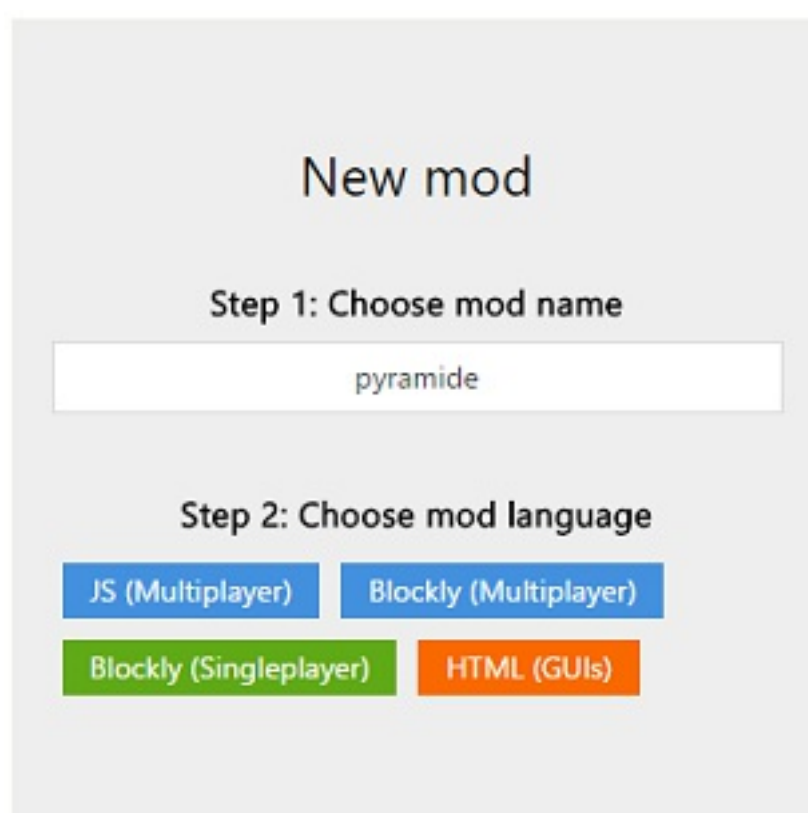 New mod
Step 1: Choose mod name
pyramide
Step 2: Choose mod language
JS (Multiplayer) Blockly (Multiplayer)
Blockly (Singleplayer) HTML (GUIs)